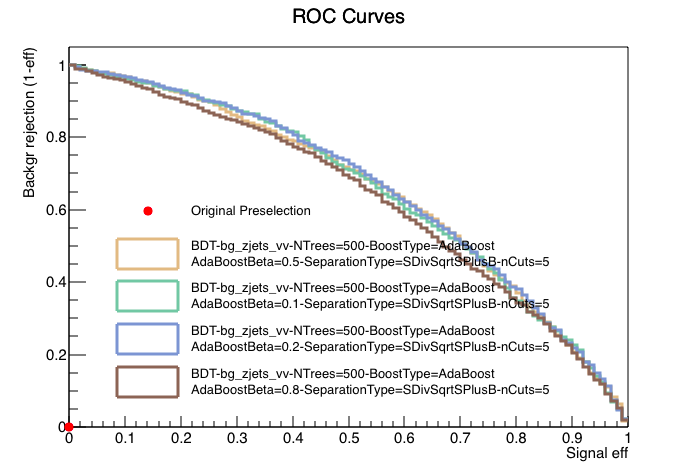 ROC Curves
Backgr rejection (1-eff)
1
0.8
0.6
0.4
0.2
0
Original Preselection
BDT-bg_zjets_vv-NTrees=500-BoostType=AdaBoost
AdaBoostBeta=0.5-SeparationType=SDivSqrtSPlusB-nCuts=5
BDT-bg_zjets_vv-NTrees=500-BoostType=AdaBoost
AdaBoostBeta=0.1-SeparationType=SDivSqrtSPlusB-nCuts=5
BDT-bg_zjets_vv-NTrees=500-BoostType=AdaBoost
AdaBoostBeta=0.2-SeparationType=SDivSqrtSPlusB-nCuts=5
BDT-bg_zjets_vv-NTrees=500-BoostType=AdaBoost
AdaBoostBeta=0.8-SeparationType=SDivSqrtSPlusB-nCuts=5
0 0.1 0.2 0.3 0.4 0.5 0.6 0.7 0.8 0.9 1
Signal eff